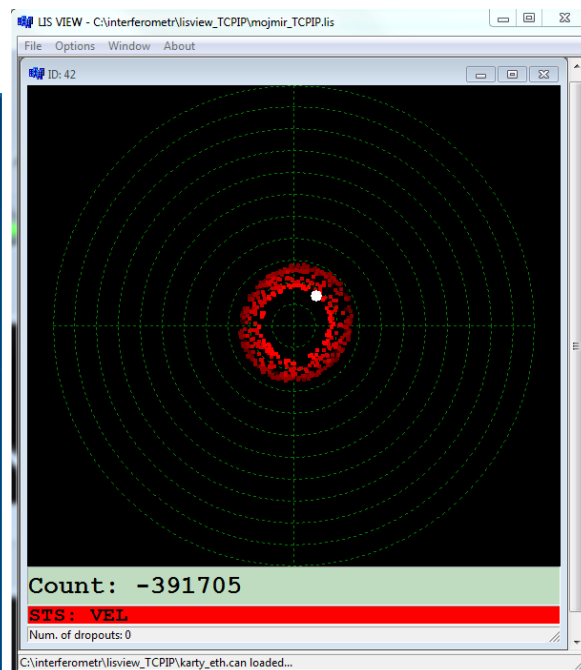 LIS VIEW - C:\interferometr\lisview_TCPIP\mojmir_TCPIP.lis
File Options Window About
ID: 42
Count: -391705
STS: VEL
Num. of dropouts: 0
C:\interferometr\lisview_TCPIP\karty_eth.can loaded...